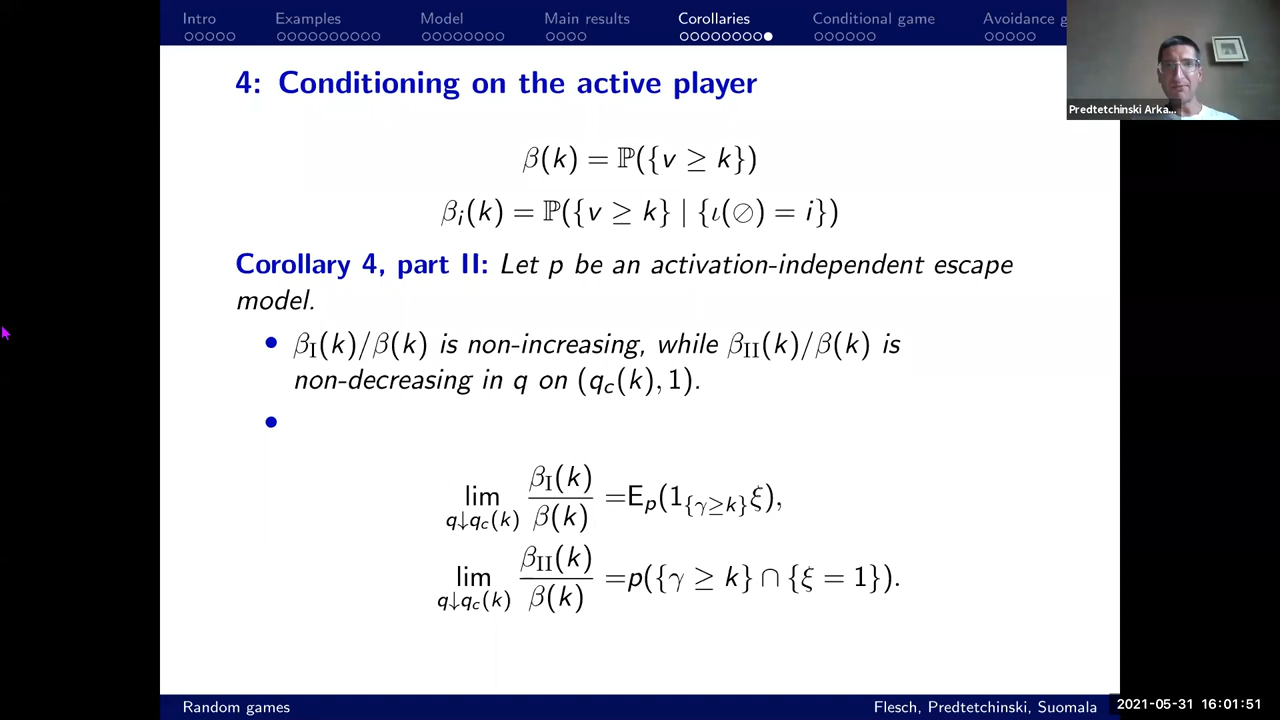 Intro Examples Model Main results Corollaries Conditional game Avoidance g
Predtetchinski Arka...
4: Conditioning on the active player
β(k) = ℙ({v ≥ k})
βᵢ(k) = ℙ({v ≥ k} | {ι(∅) = i})
Corollary 4, part II: Let p be an activation-independent escape
model.
• β_I(k)/β(k) is non-increasing, while β_II(k)/β(k) is
non-decreasing in q on (q_c(k), 1).
•
lim_{q↓q_c(k)} β_I(k)/β(k) =E_p(1_{γ≥k}ξ),
lim_{q↓q_c(k)} β_II(k)/β(k) =p({γ ≥ k} ∩ {ξ = 1}).
Random games Flesch, Predtetchinski, Suomala 2021-05-31 16:01:51